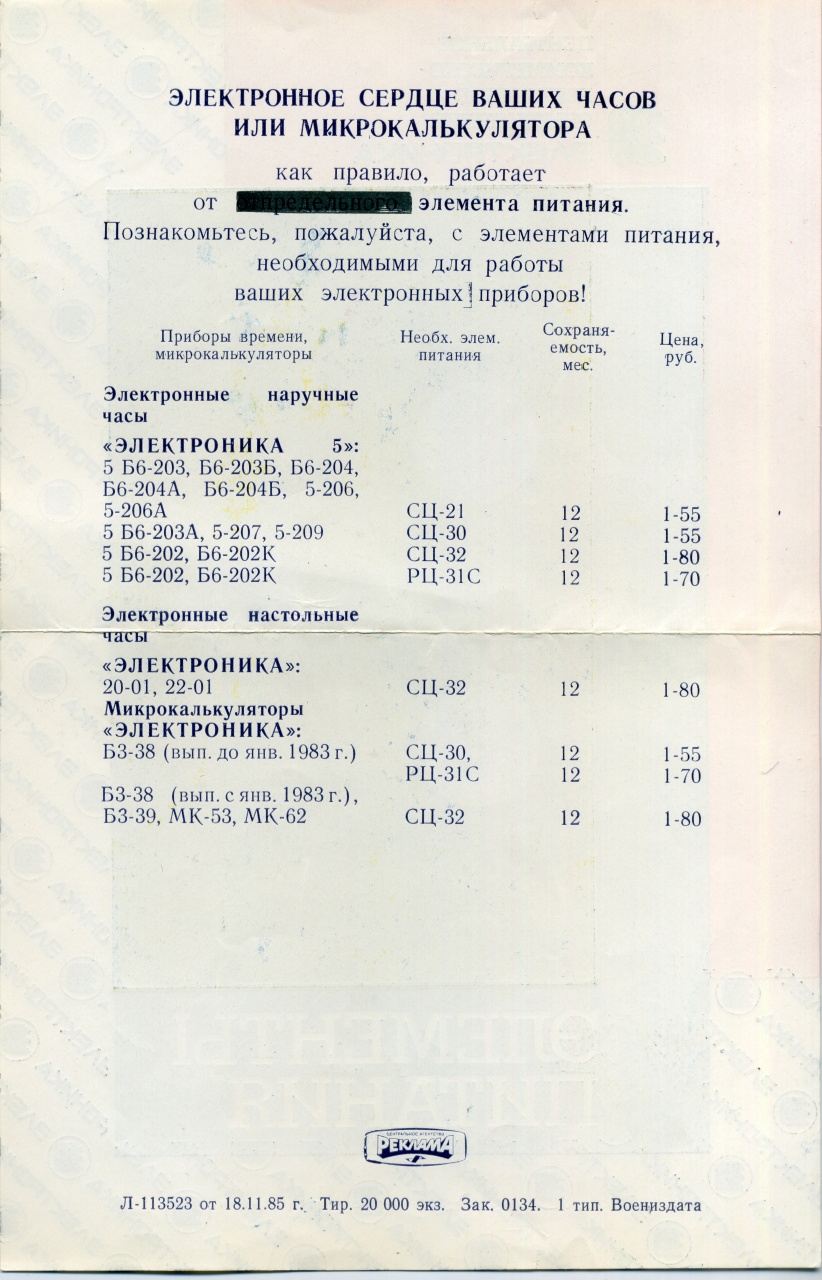 ЭЛЕКТРОННОЕ СЕРДЦЕ ВАШИХ ЧАСОВ
ИЛИ МИКРОКАЛЬКУЛЯТОРА
как правило, работает
от элемента питания.
Познакомьтесь, пожалуйста, с элементами питания,
необходимыми для работы
ваших электронных приборов!
Приборы времени, Необх. элем. Сохраня- Цена,
микрокалькуляторы питания емость, руб.
мес.
Электронные наручные
часы
«ЭЛЕКТРОНИКА 5»:
5 Б6-203, Б6-203Б, Б6-204,
Б6-204А, Б6-204Б, 5-206,
5-206А СЦ-21 12 1-55
5 Б6-203А, 5-207, 5-209 СЦ-30 12 1-55
5 Б6-202, Б6-202К СЦ-32 12 1-80
5 Б6-202, Б6-202К РЦ-31С 12 1-70
Электронные настольные
часы
«ЭЛЕКТРОНИКА»:
20-01, 22-01 СЦ-32 12 1-80
Микрокалькуляторы
«ЭЛЕКТРОНИКА»:
Б3-38 (вып. до янв. 1983 г.) СЦ-30, 12 1-55
РЦ-31С 12 1-70
Б3-38 (вып. с янв. 1983 г.),
Б3-39, МК-53, МК-62 СЦ-32 12 1-80
ЭЛЕМЕНТЫ
ПИТАНИЯ
ЦЕНТРАЛЬНОЕ АГЕНТСТВО
РЕКЛАМА
Л-113523 от 18.11.85 г. Тир. 20 000 экз. Зак. 0134. 1 тип. Воениздата